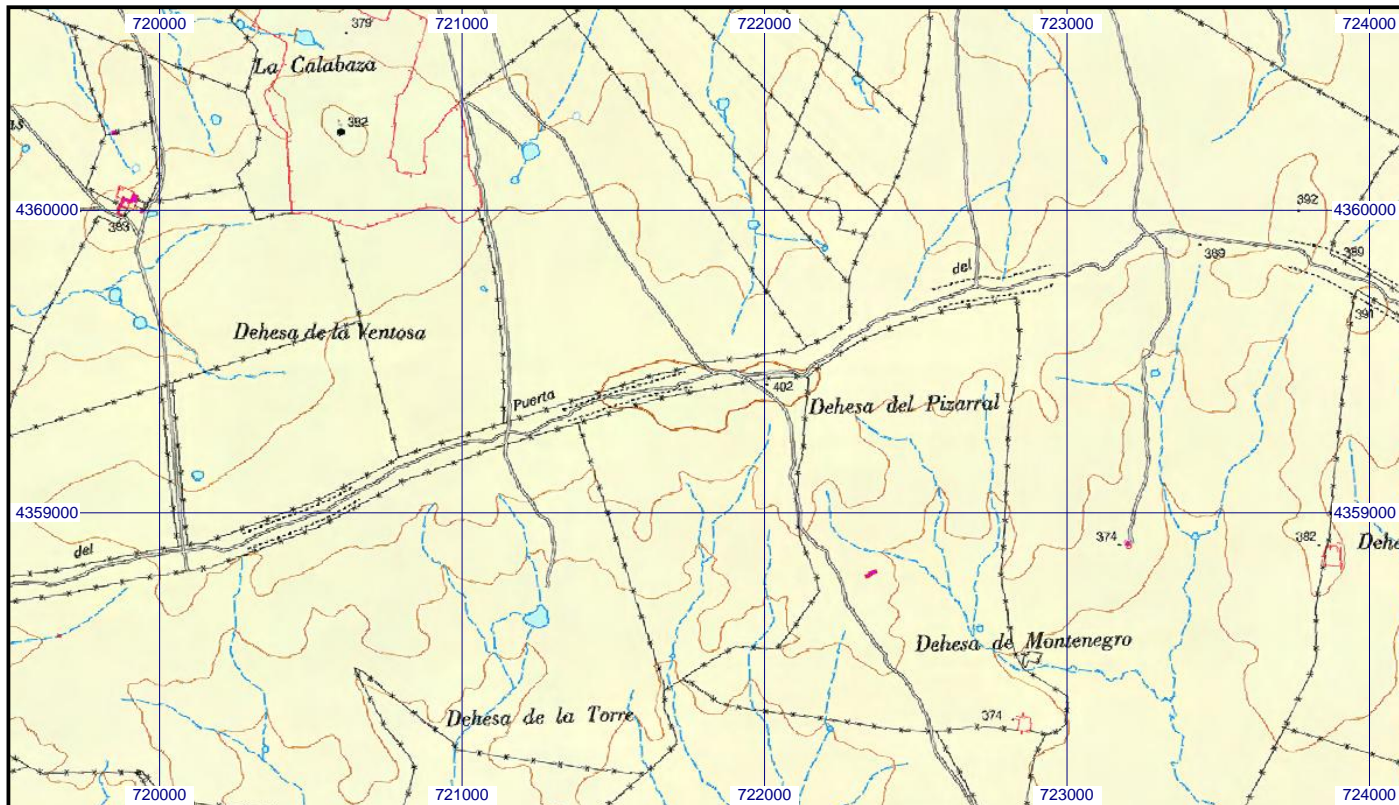 720000 721000 722000 723000 724000
379
La Calabaza
382
4360000 4360000
392
383
389 389
del
391
Dehesa de la Ventosa
Puerta
402
Dehesa del Pizarral
4359000 4359000
del
374 382
Dehe
Dehesa de Montenegro
Dehesa de la Torre 374
720000 721000 722000 723000 724000